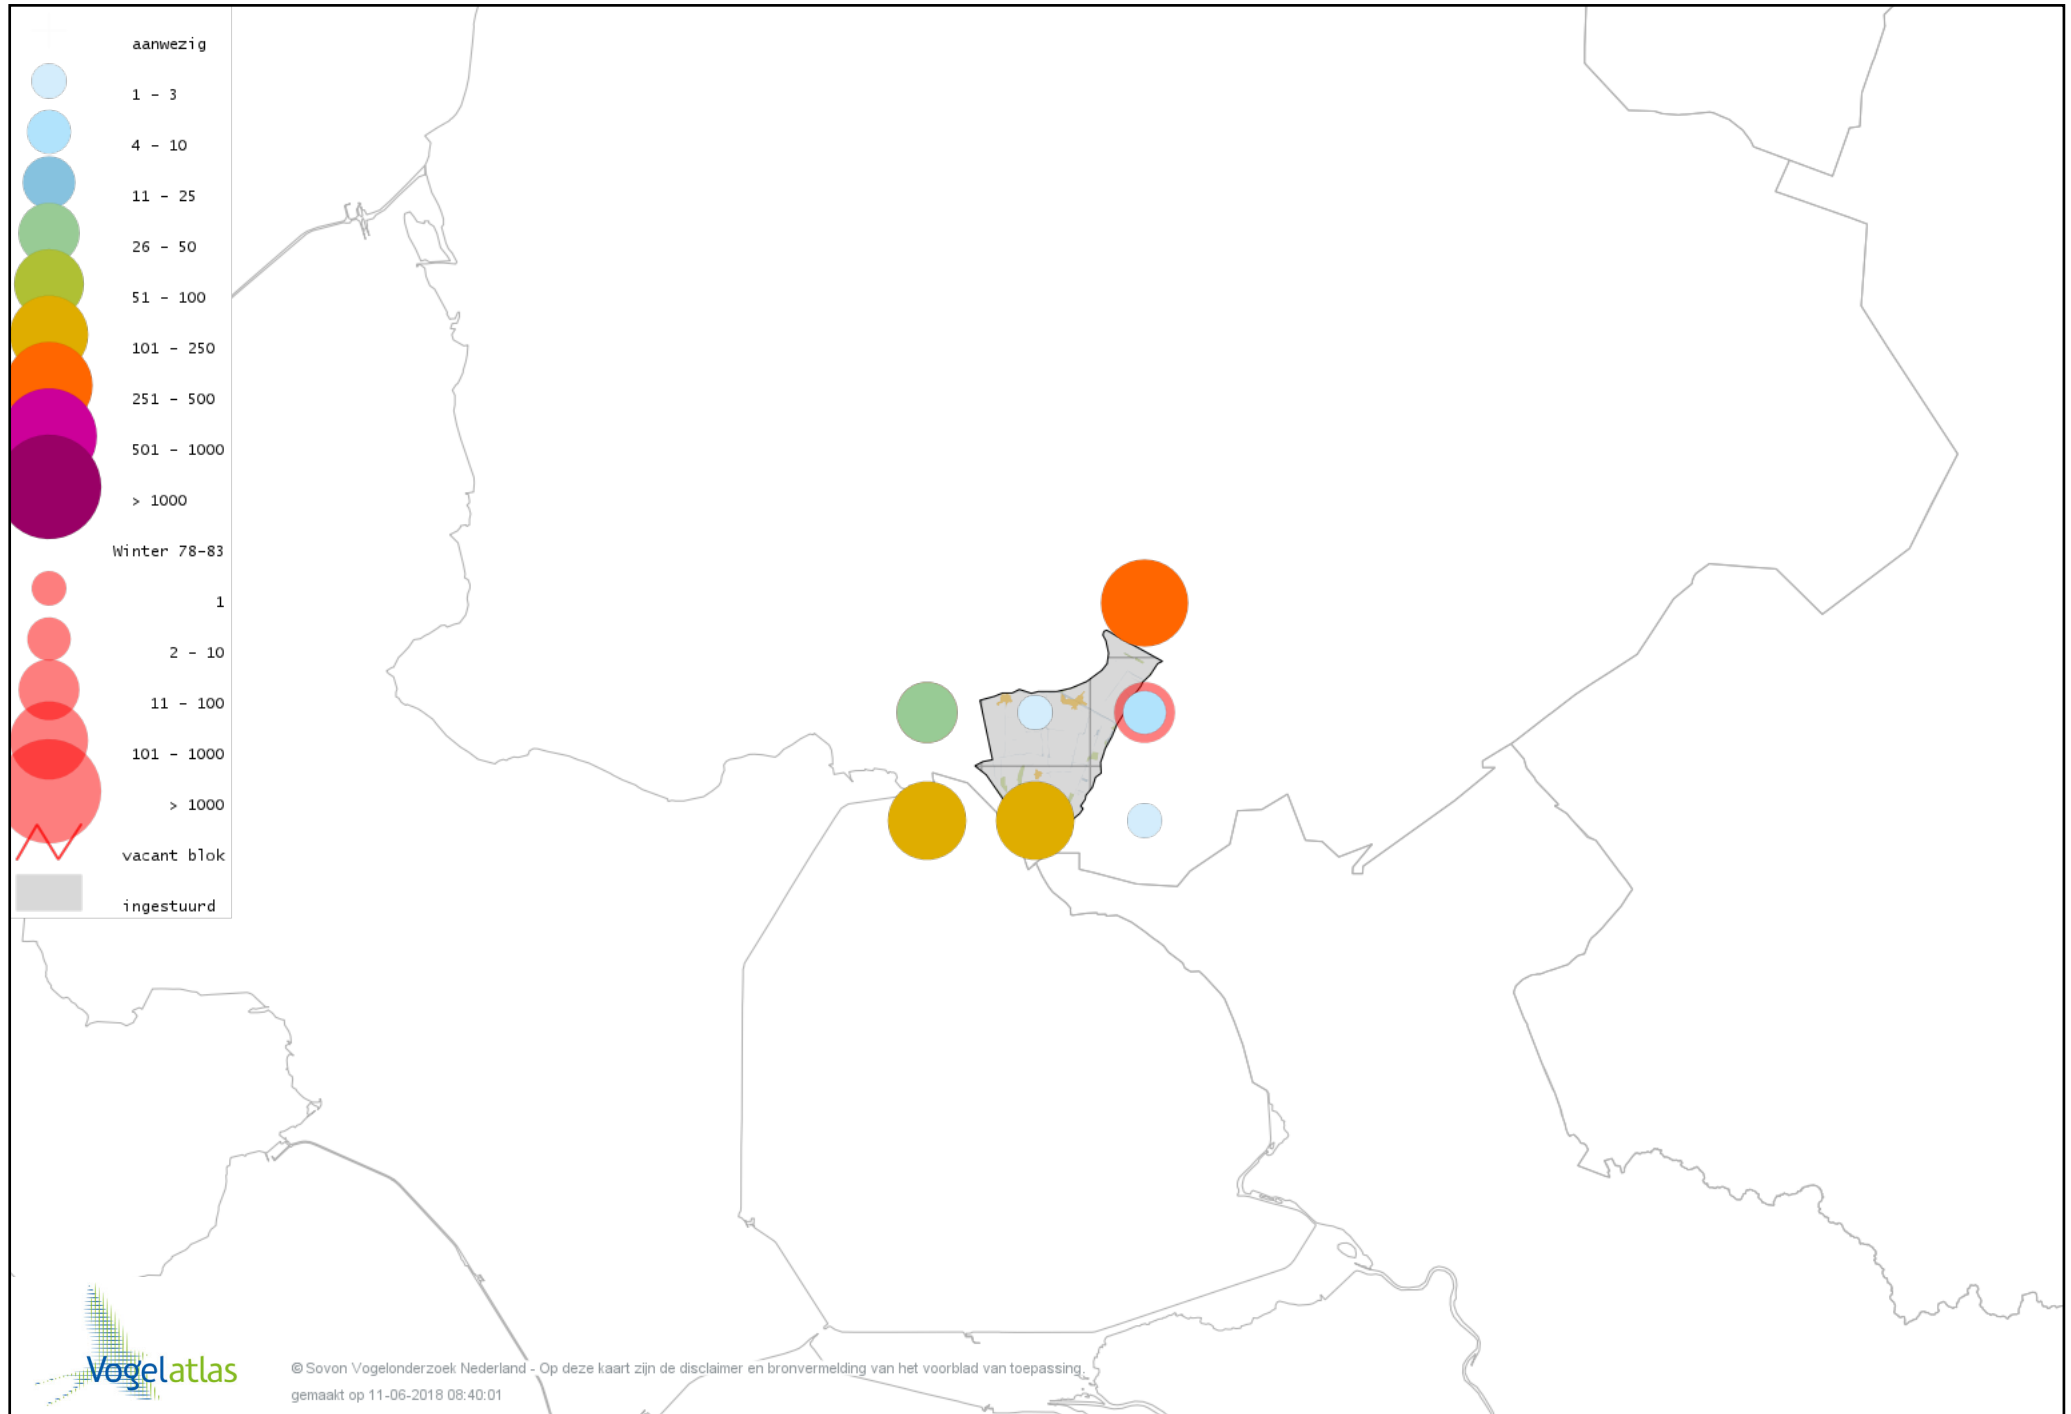 aanwezig
1 - 3
4 - 10
11 - 25
26 - 50
51 - 100
101 - 250
251 - 500
501 - 1000
> 1000
Winter 78-83
1
2 - 10
11 - 100
101 - 1000
> 1000
vacant blok
ingestuurd
Vogelatlas
© Sovon Vogelonderzoek Nederland - Op deze kaart zijn de disclaimer en bronvermelding van het voorblad van toepassing.
gemaakt op 11-06-2018 08:40:01